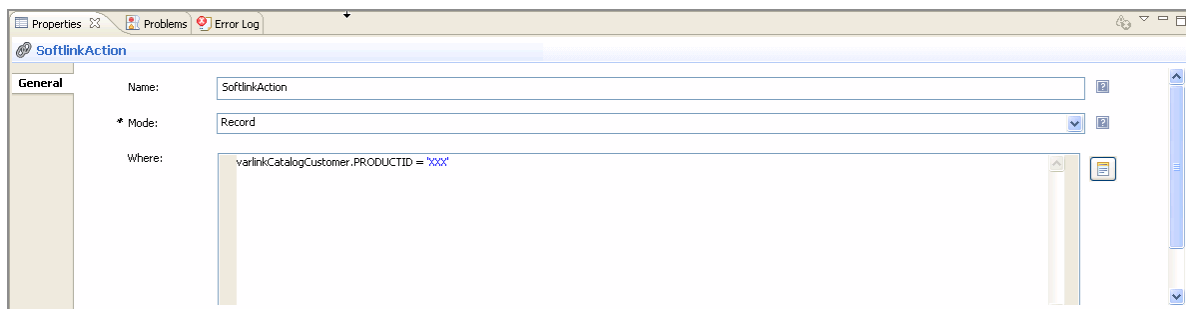 Properties Problems Error Log
SoftlinkAction
General
Name: SoftlinkAction
* Mode: Record
Where: varlinkCatalogCustomer.PRODUCTID = 'XXX'